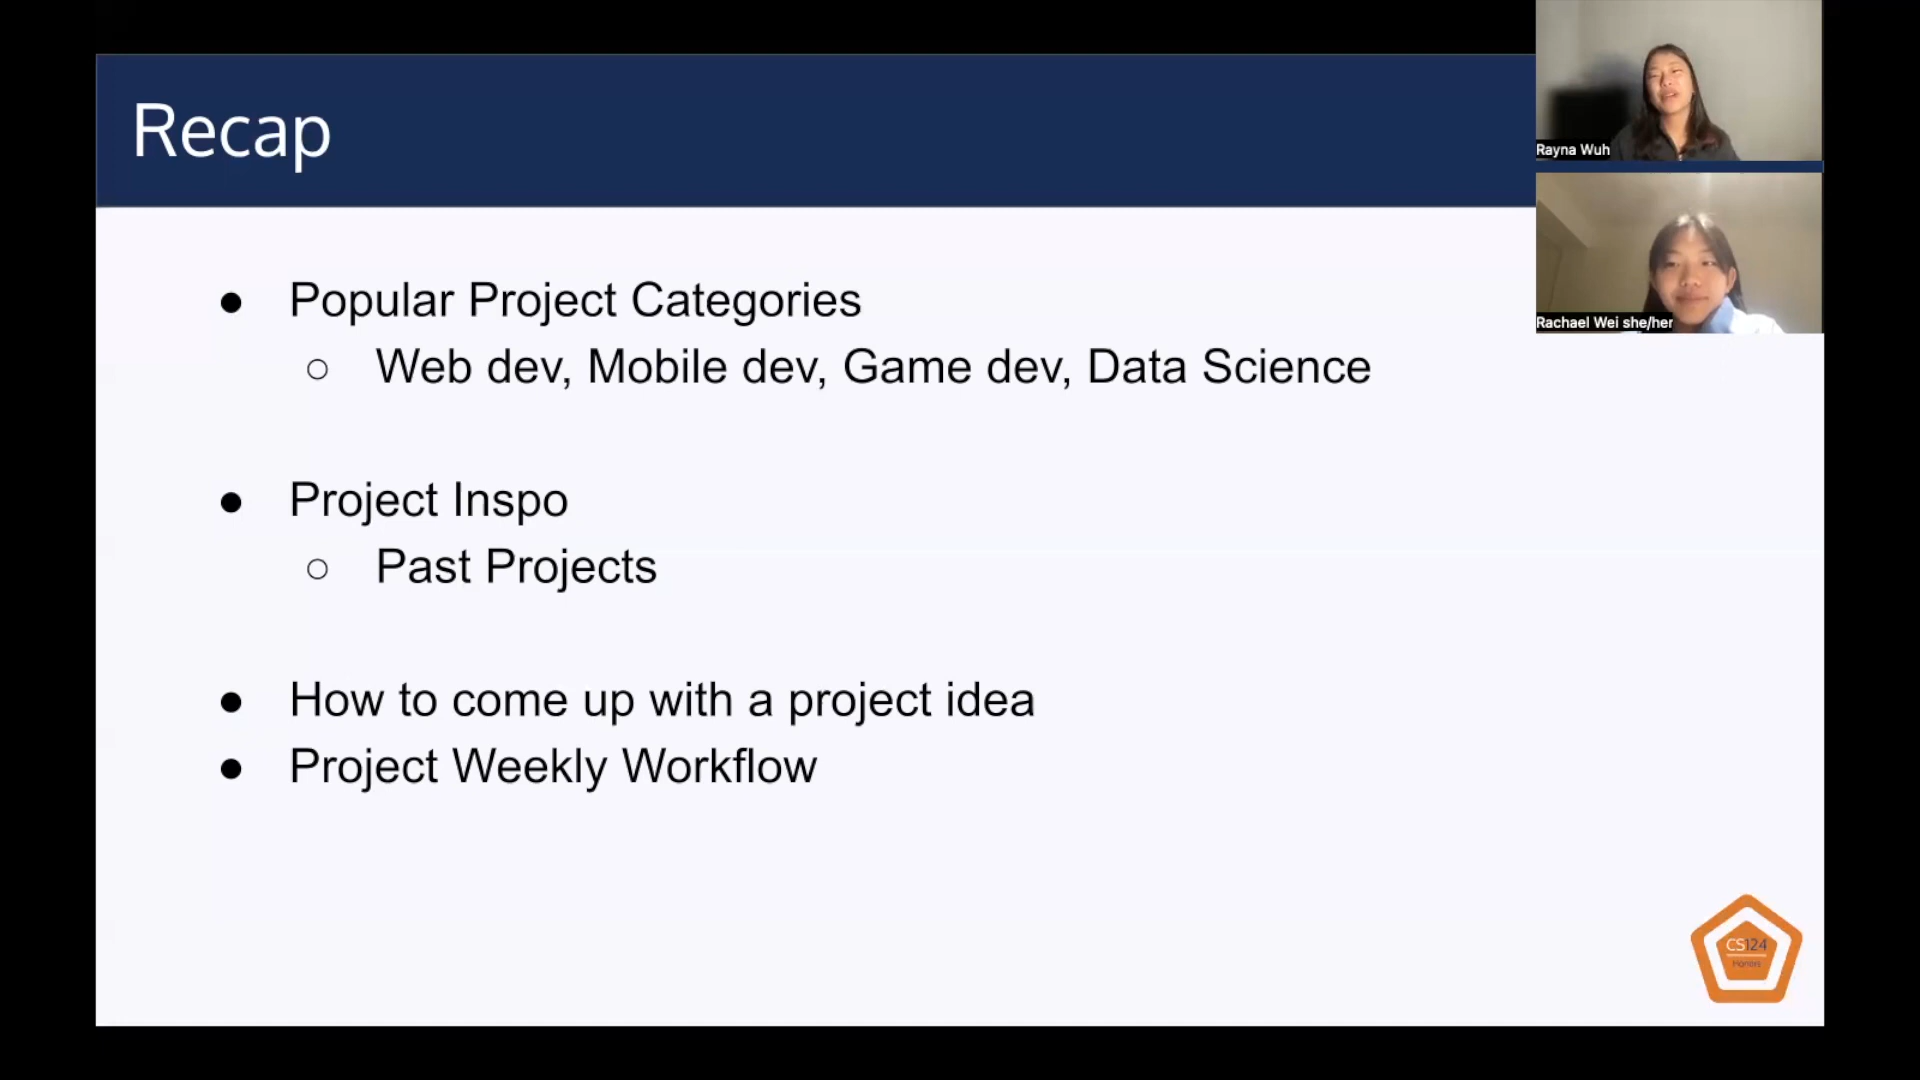 Recap
Rayna Wuh
Rachael Wei she/her
● Popular Project Categories
○ Web dev, Mobile dev, Game dev, Data Science
● Project Inspo
○ Past Projects
● How to come up with a project idea
● Project Weekly Workflow
CS124
Honors